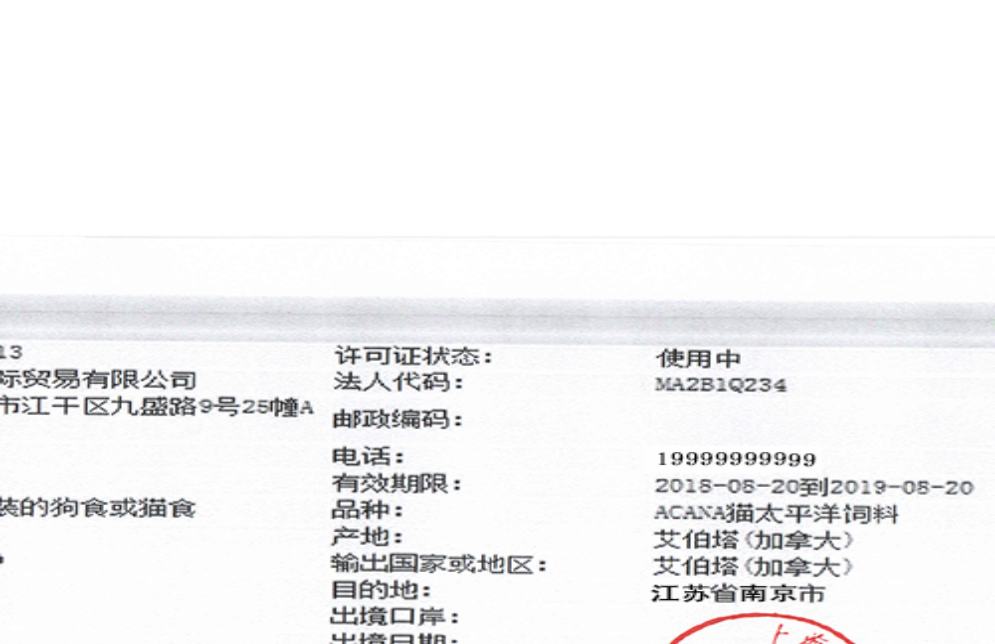 13
许可证状态： 使用中
际贸易有限公司 法人代码： MA2B1Q234
市江干区九盛路9号25幢A
邮政编码：
电话： 19999999999
有效期限： 2018-08-20到2019-08-20
装的狗食或猫食 品种： ACANA猫太平洋饲料
产地： 艾伯塔(加拿大)
输出国家或地区： 艾伯塔(加拿大)
目的地： 江苏省南京市
出境口岸：
出境日期：
上